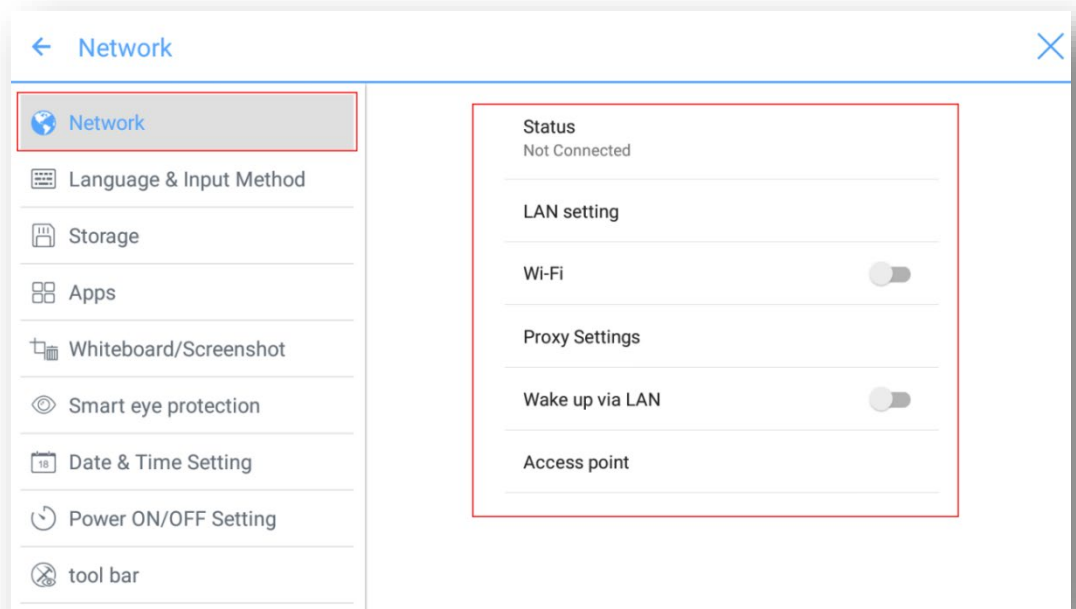 Network
Network
Language & Input Method
Storage
Apps
Whiteboard/Screenshot
Smart eye protection
18
Date & Time Setting
Power ON/OFF Setting
tool bar
Status
Not Connected
LAN setting
Wi-Fi
Proxy Settings
Wake up via LAN
Access point